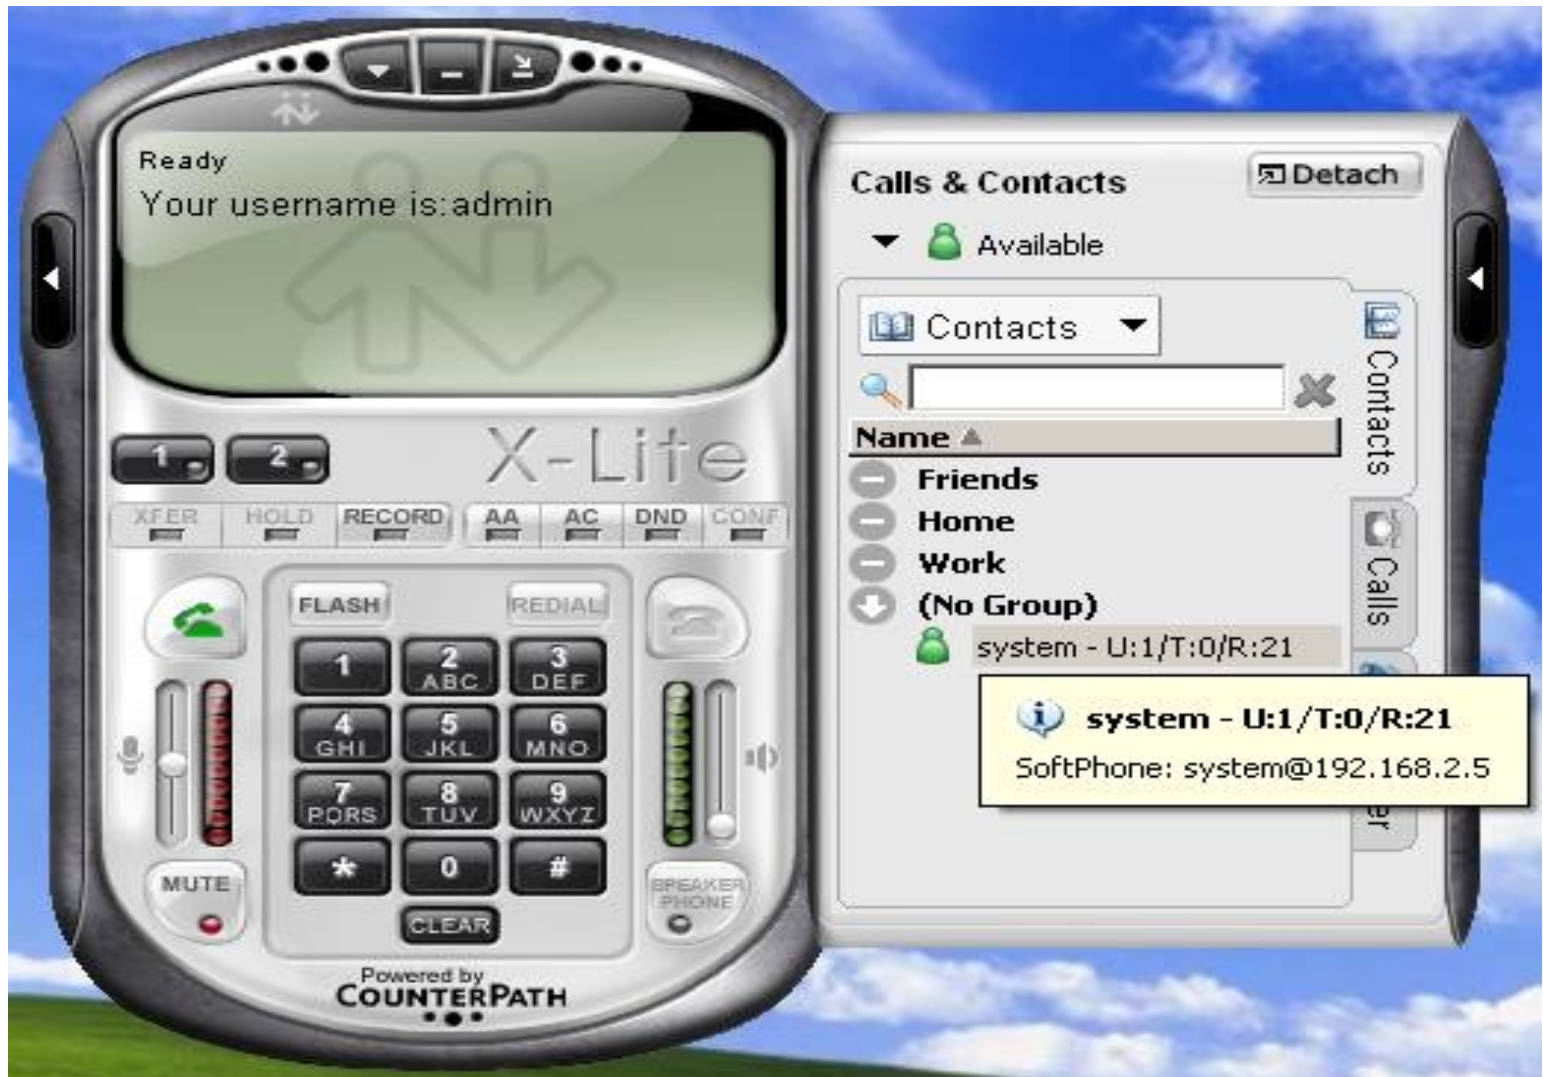 Ready
Your username is:admin
1 2
X-Lite
XFER HOLD RECORD AA AC DND CONF
FLASH REDIAL
1 2 3
ABC DEF
4 5 6
GHI JKL MNO
7 8 9
PQRS TUV WXYZ
* 0 #
MUTE
SPEAKER
PHONE
CLEAR
Powered by
COUNTERPATH
Calls & Contacts
Detach
Available
Contacts
Name
Friends
Home
Work
(No Group)
system - U:1/T:0/R:21
system - U:1/T:0/R:21
SoftPhone: system@192.168.2.5
Contacts
Calls